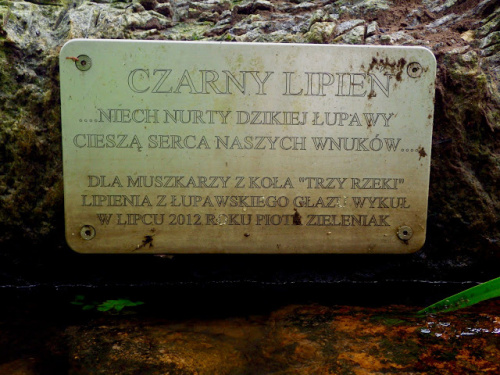 CZARNY LIPIEŃ
....NIECH NURTY DZIKIEJ ŁUPAWY
CIESZĄ SERCA NASZYCH WNUKÓW....
DLA MUSZKARZY Z KOŁA "TRZY RZEKI"
LIPIENIA Z ŁUPAWSKIEGO GŁAZU WYKUŁ
W LIPCU 2012 ROKU PIOTR ZIELENIAK